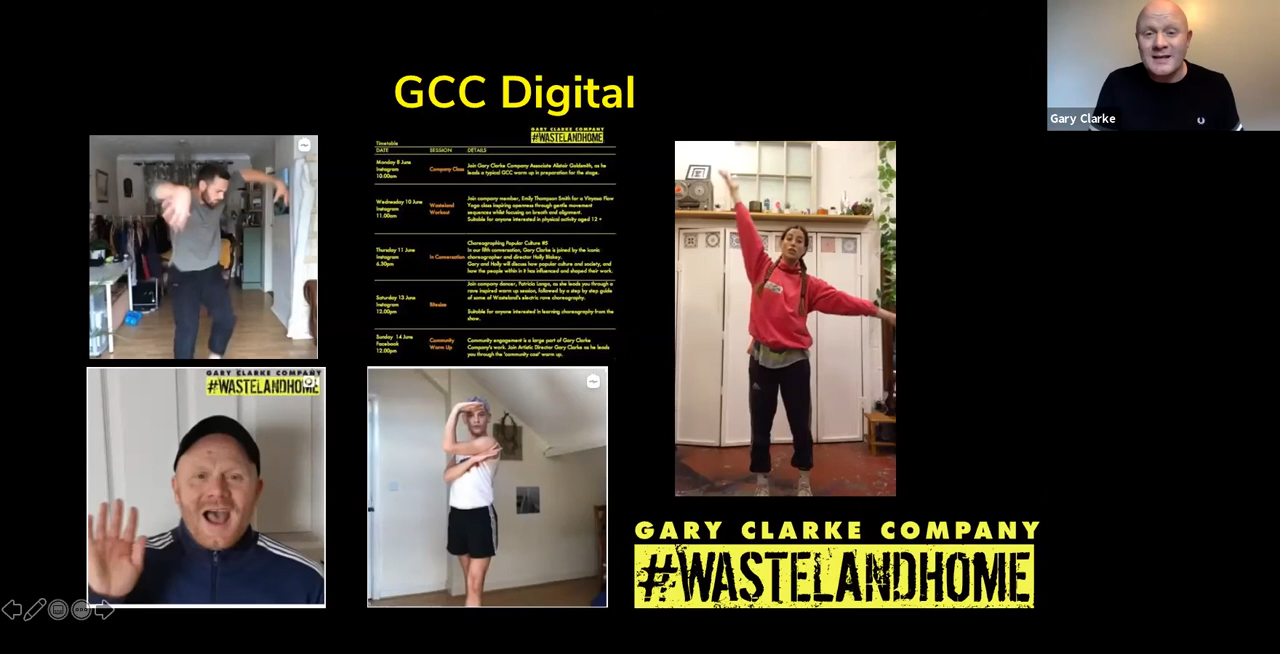 GCC Digital
Gary Clarke
GARY CLARKE COMPANY
#WASTELANDHOME
Timetable
DATE SESSION DETAILS
Monday 8 June
Instagram
10.00am
Company Class
Join Gary Clarke Company Associate Alistair Goldsmith, as he
leads a typical GCC warm up in preparation for the stage.
Wednesday 10 June
Instagram
11.00am
Wasteland
Workout
Join company member, Emily Thompson Smith for a Vinyasa Flow
Yoga class inspiring openness through gentle movement
sequences whilst focusing on breath and alignment.
Suitable for anyone interested in physical activity aged 12 +
Thursday 11 June
Instagram
6.30pm
In Conversation
Choreographing Popular Culture #5
In our fifth conversation, Gary Clarke is joined by the iconic
choreographer and director Holly Blakey.
Gary and Holly will discuss how popular culture and society, and
how the people within it has influenced and shaped their work.
Saturday 13 June
Instagram
12.00pm
Bitesize
Join company dancer, Patricia Langa, as she leads you through a
rave inspired warm up session, followed by a step by step guide
of some of Wasteland's electric rave choreography.
Suitable for anyone interested in learning choreography from the
show.
Sunday 14 June
Facebook
12.00pm
Community
Warm Up
Community engagement is a large part of Gary Clarke
Company's work. Join Artistic Director Gary Clarke as he leads
you through the 'community cast' warm up.
GARY CLARKE COMPANY
#WASTELANDHOME
GARY CLARKE COMPANY
#WASTELANDHOME